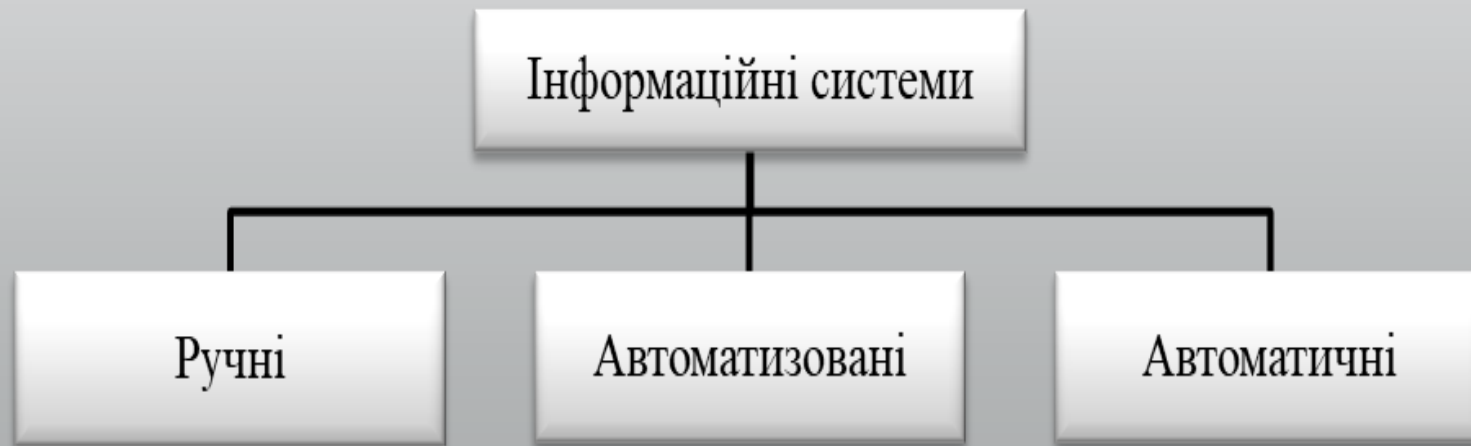 Інформаційні системи
Ручні
Автоматизовані
Автоматичні